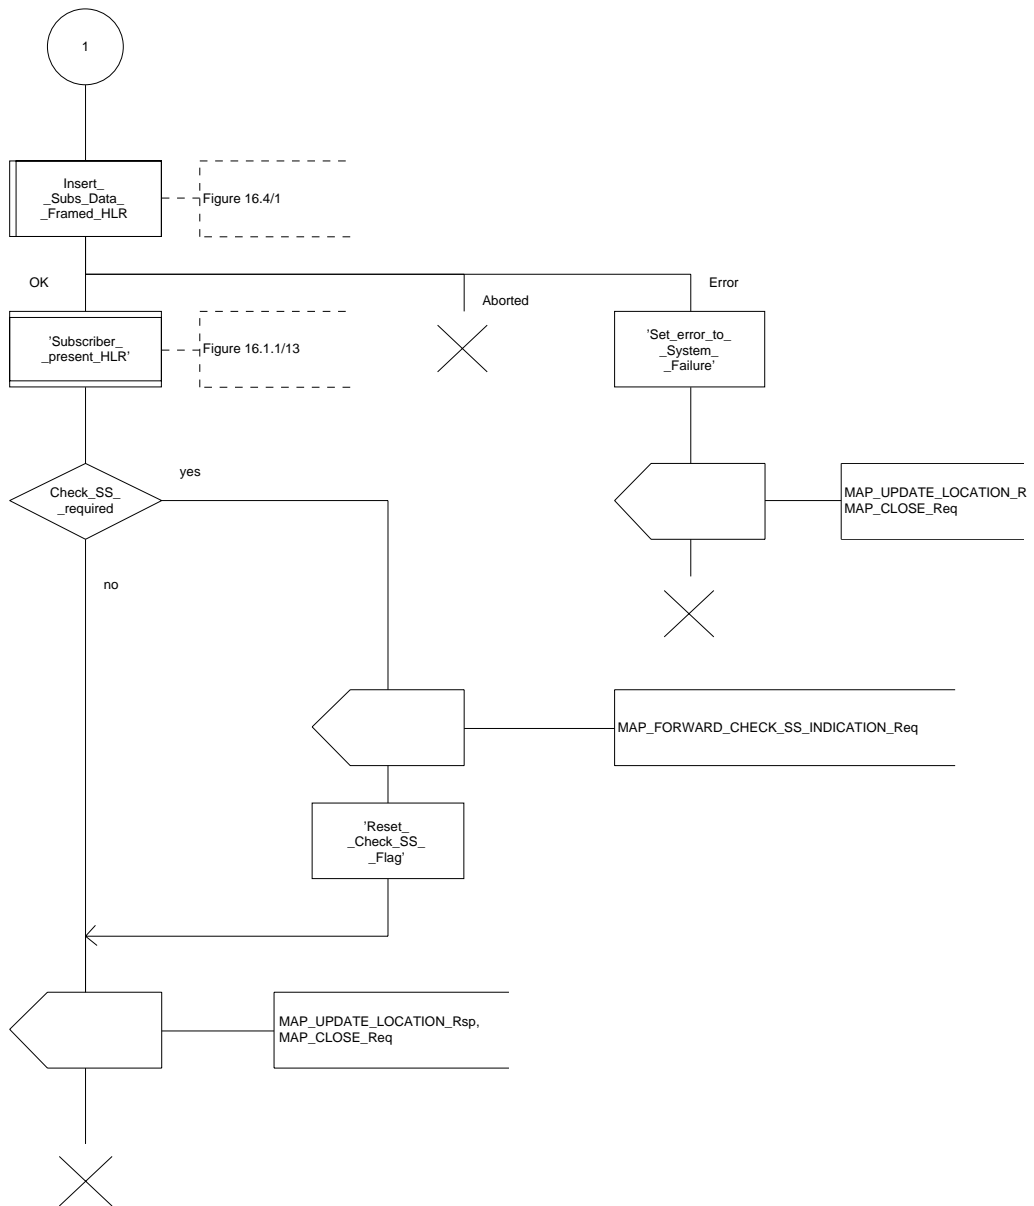 1
Insert_
_Subs_Data_
_Framed_HLR
Figure 16.4/1
OK
Aborted
Error
'Subscriber_
_present_HLR'
Figure 16.1.1/13
'Set_error_to_
_System_
_Failure'
Check_SS_
_required
yes
no
MAP_UPDATE_LOCATION_R
MAP_CLOSE_Req
MAP_FORWARD_CHECK_SS_INDICATION_Req
'Reset_
_Check_SS_
_Flag'
MAP_UPDATE_LOCATION_Rsp,
MAP_CLOSE_Req